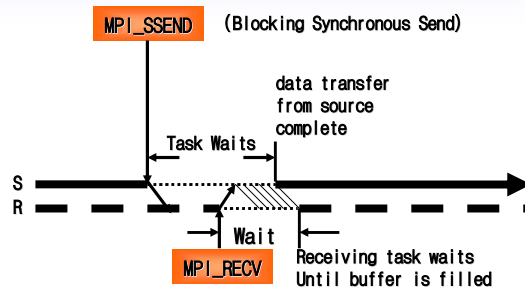 MPI_SSEND
(Blocking Synchronous Send)
data transfer
from source
complete
Task Waits
S
R
Wait
MPI_RECV
Receiving task waits
Until buffer is filled